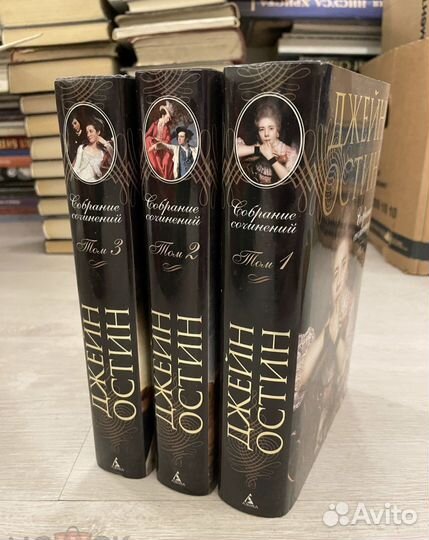 Собрание
сочинений
Том 3
ДЖЕЙН
ОСТИН
Собрание
сочинений
Том 2
ДЖЕЙН
ОСТИН
Собрание
сочинений
Том 1
ДЖЕЙН
ОСТИН
ДЖЕЙН
ОСТИН
Avito